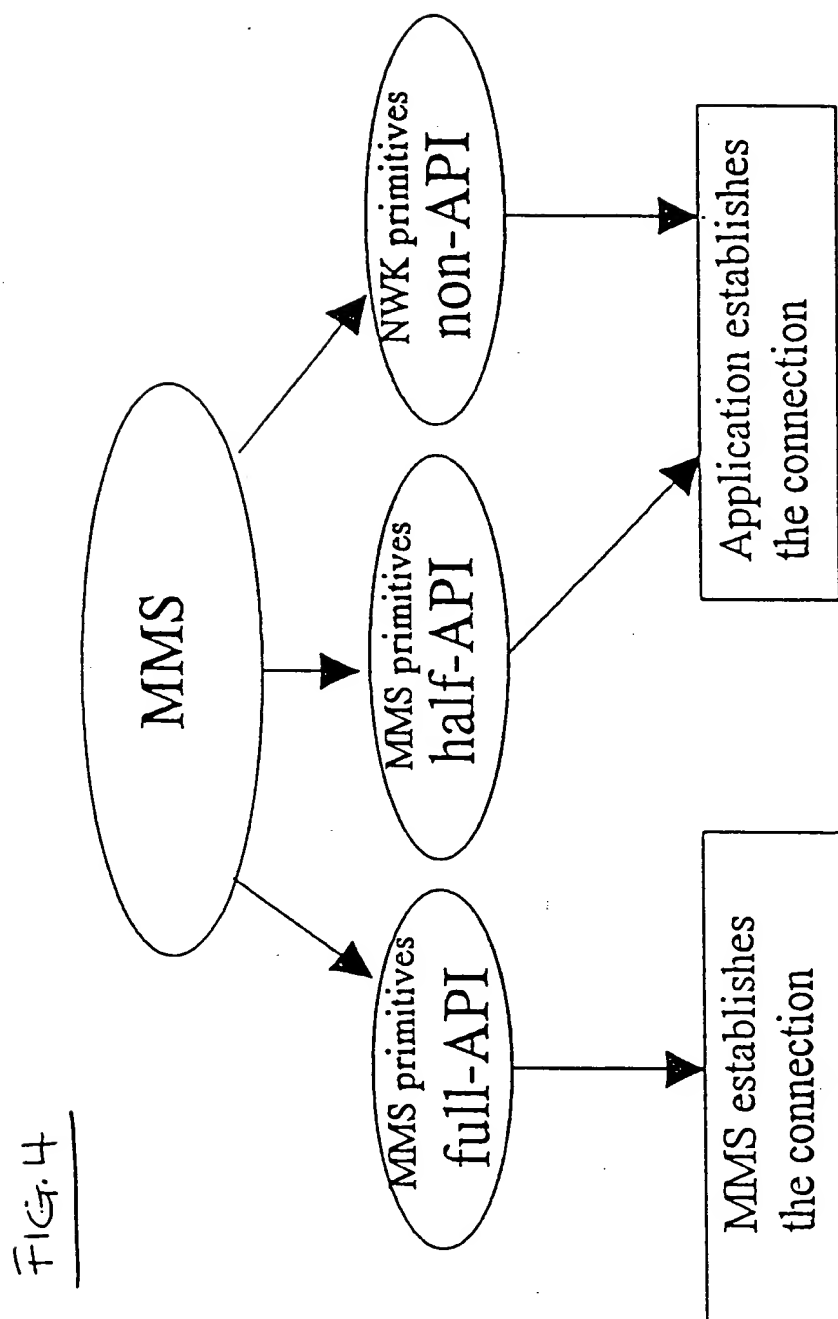 FIG.4
MMS
MMS primitives
full-API
MMS primitives
half-API
NWK primitives
non-API
MMS establishes
the connection
Application establishes
the connection